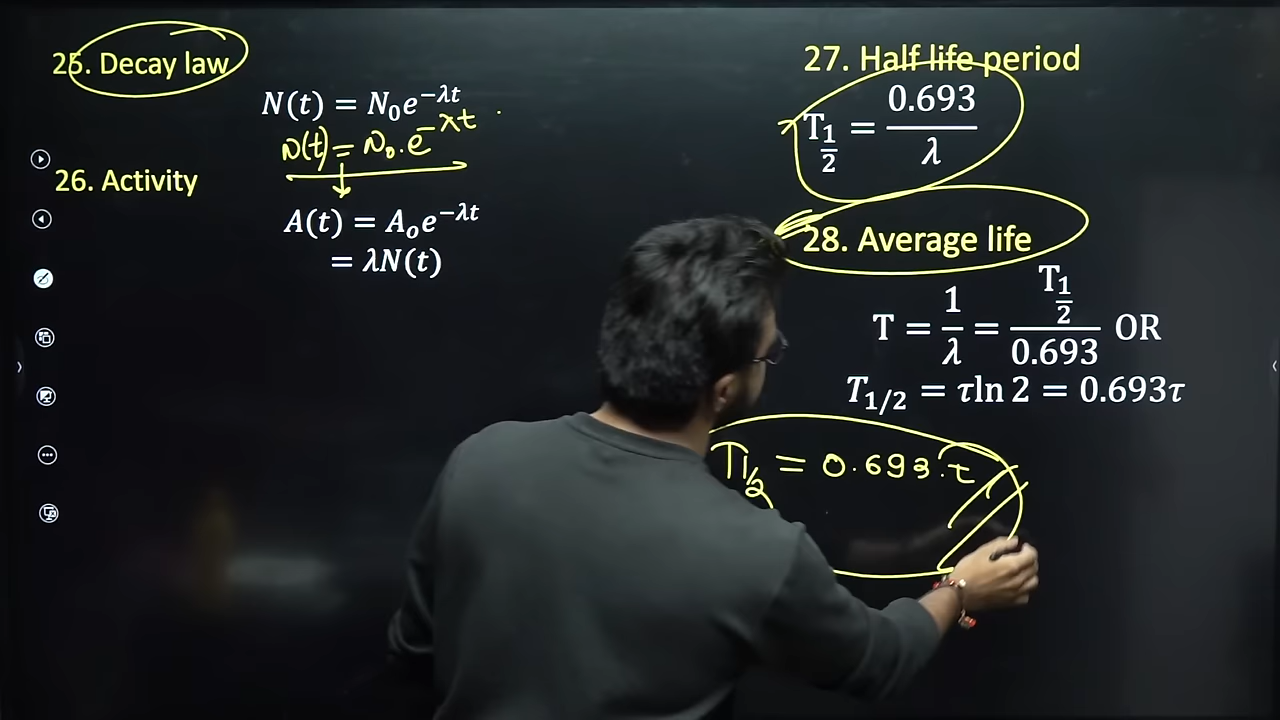 25. Decay law
N(t) = N₀e^{−λt}
N(t) = N₀.e^{−λt}
26. Activity
A(t) = Aₒe^{−λt}
= λN(t)
27. Half life period
T_{1/2} = 0.693/λ
28. Average life
T = 1/λ = T_{1/2}/0.693 OR
T_{1/2} = τln 2 = 0.693τ
T_{1/2} = 0.693.τ